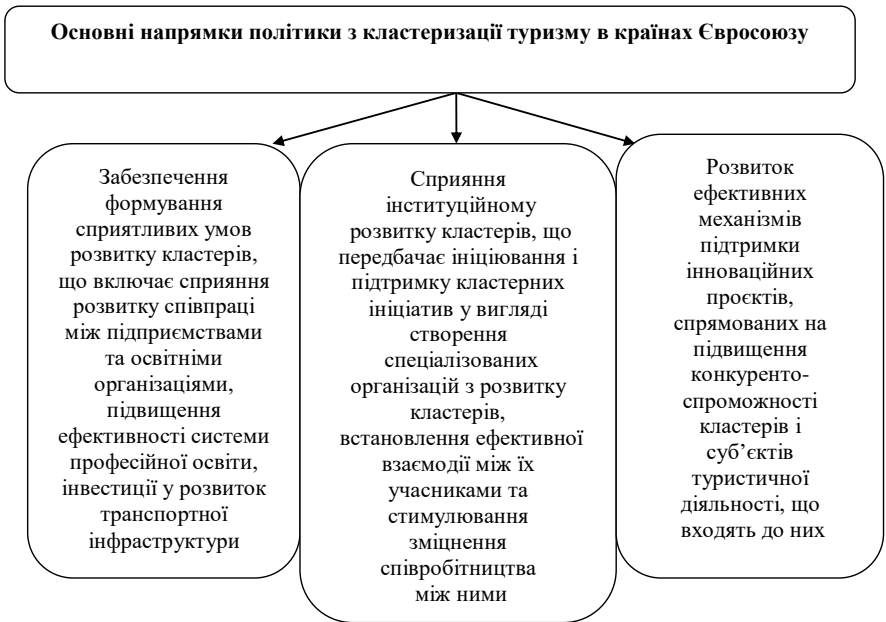 Основні напрямки політики з кластеризації туризму в країнах Євросоюзу
Забезпечення
формування
сприятливих умов
розвитку кластерів,
що включає сприяння
розвитку співпраці
між підприємствами
та освітніми
організаціями,
підвищення
ефективності системи
професійної освіти,
інвестиції у розвиток
транспортної
інфраструктури
Сприяння
інституційному
розвитку кластерів, що
передбачає ініціювання і
підтримку кластерних
ініціатив у вигляді
створення
спеціалізованих
організацій з розвитку
кластерів,
встановлення ефективної
взаємодії між їх
учасниками та
стимулювання
зміцнення
співробітництва
між ними
Розвиток
ефективних
механізмів
підтримки
інноваційних
проєктів,
спрямованих на
підвищення
конкуренто-
спроможності
кластерів і
суб’єктів
туристичної
діяльності, що
входять до них